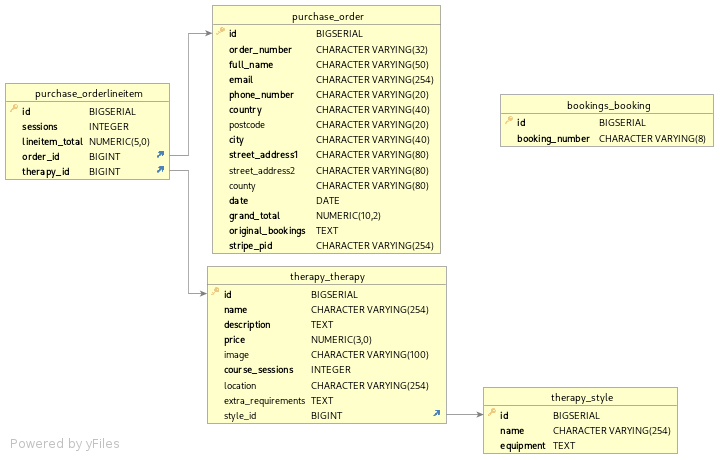 purchase_order
id BIGSERIAL
order_number CHARACTER VARYING(32)
full_name CHARACTER VARYING(50)
email CHARACTER VARYING(254)
phone_number CHARACTER VARYING(20)
country CHARACTER VARYING(40)
postcode CHARACTER VARYING(20)
city CHARACTER VARYING(40)
street_address1 CHARACTER VARYING(80)
street_address2 CHARACTER VARYING(80)
county CHARACTER VARYING(80)
date DATE
grand_total NUMERIC(10,2)
original_bookings TEXT
stripe_pid CHARACTER VARYING(254)
purchase_orderlineitem
id BIGSERIAL
sessions INTEGER
lineitem_total NUMERIC(5,0)
order_id BIGINT
therapy_id BIGINT
bookings_booking
id BIGSERIAL
booking_number CHARACTER VARYING(8)
therapy_therapy
id BIGSERIAL
name CHARACTER VARYING(254)
description TEXT
price NUMERIC(3,0)
image CHARACTER VARYING(100)
course_sessions INTEGER
location CHARACTER VARYING(254)
extra_requirements TEXT
style_id BIGINT
therapy_style
id BIGSERIAL
name CHARACTER VARYING(254)
equipment TEXT
Powered by yFiles